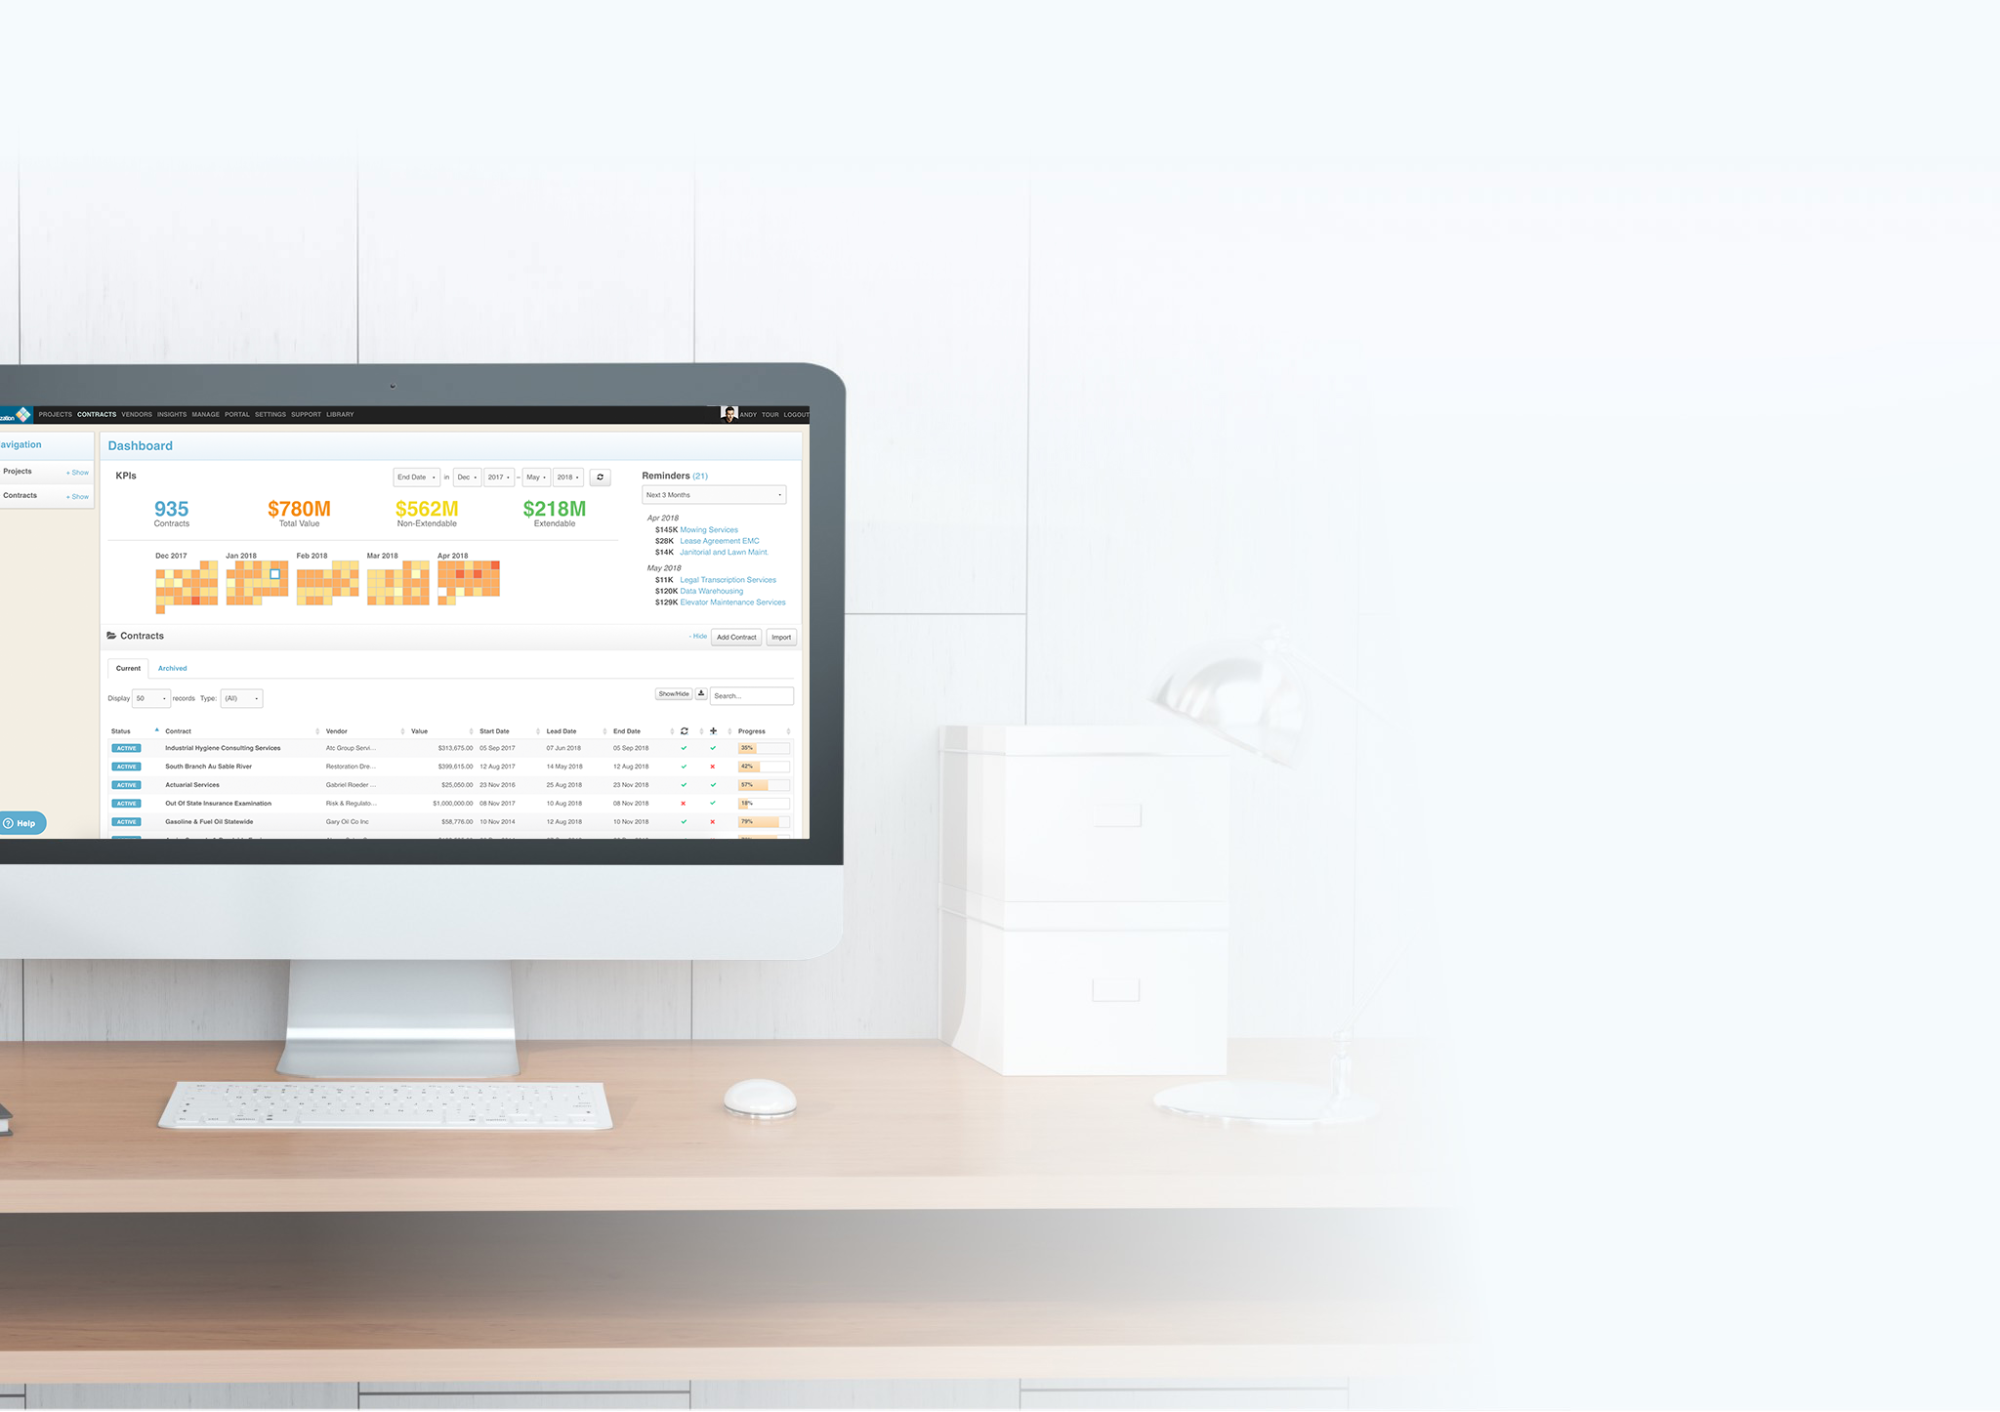 zation PROJECTS CONTRACTS VENDORS INSIGHTS MANAGE PORTAL SETTINGS SUPPORT LIBRARY ANDY TOUR LOGOUT
avigation
Projects + Show
Contracts + Show
Help
Dashboard
KPIs End Date in Dec 2017 – May 2018
935 $780M $562M $218M
Contracts Total Value Non-Extendable Extendable
Dec 2017 Jan 2018 Feb 2018 Mar 2018 Apr 2018
Reminders (21)
Next 3 Months
Apr 2018
$145K Mowing Services
$28K Lease Agreement EMC
$14K Janitorial and Lawn Maint.
May 2018
$11K Legal Transcription Services
$120K Data Warehousing
$129K Elevator Maintenance Services
Contracts - Hide Add Contract Import
Current Archived
Display 50 records Type: (All) Show/Hide Search...
Status Contract Vendor Value Start Date Lead Date End Date Progress
ACTIVE Industrial Hygiene Consulting Services Atc Group Servi... $313,675.00 05 Sep 2017 07 Jun 2018 05 Sep 2018 35%
ACTIVE South Branch Au Sable River Restoration Dre... $399,615.00 12 Aug 2017 14 May 2018 12 Aug 2018 42%
ACTIVE Actuarial Services Gabriel Roeder ... $25,050.00 23 Nov 2016 25 Aug 2018 23 Nov 2018 57%
ACTIVE Out Of State Insurance Examination Risk & Regulato... $1,000,000.00 08 Nov 2017 10 Aug 2018 08 Nov 2018 18%
ACTIVE Gasoline & Fuel Oil Statewide Gary Oil Co Inc $58,776.00 10 Nov 2014 12 Aug 2018 10 Nov 2018 79%